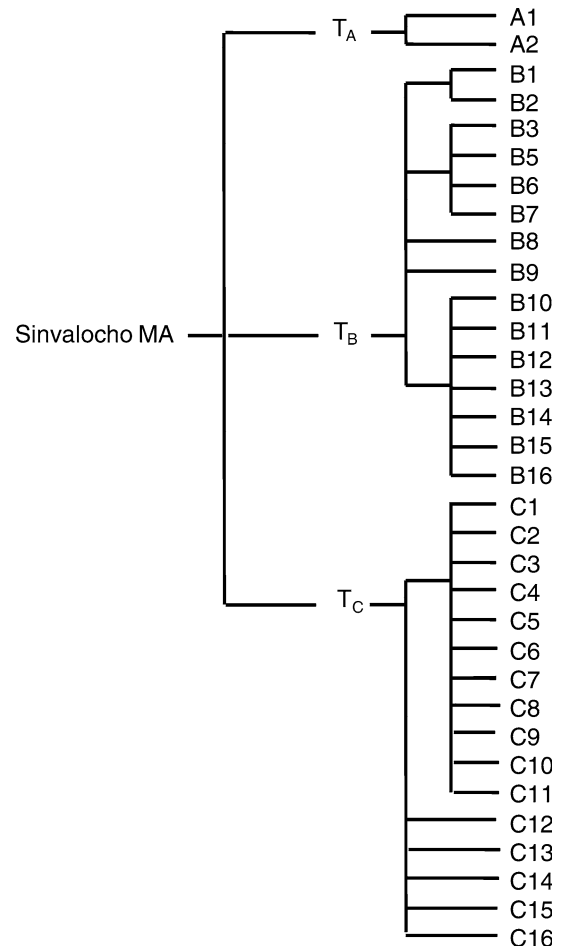 T_A
A1
A2
B1
B2
B3
B5
B6
B7
B8
B9
B10
B11
Sinvalocho MA
T_B
B12
B13
B14
B15
B16
C1
C2
C3
C4
T_C
C5
C6
C7
C8
C9
C10
C11
C12
C13
C14
C15
C16